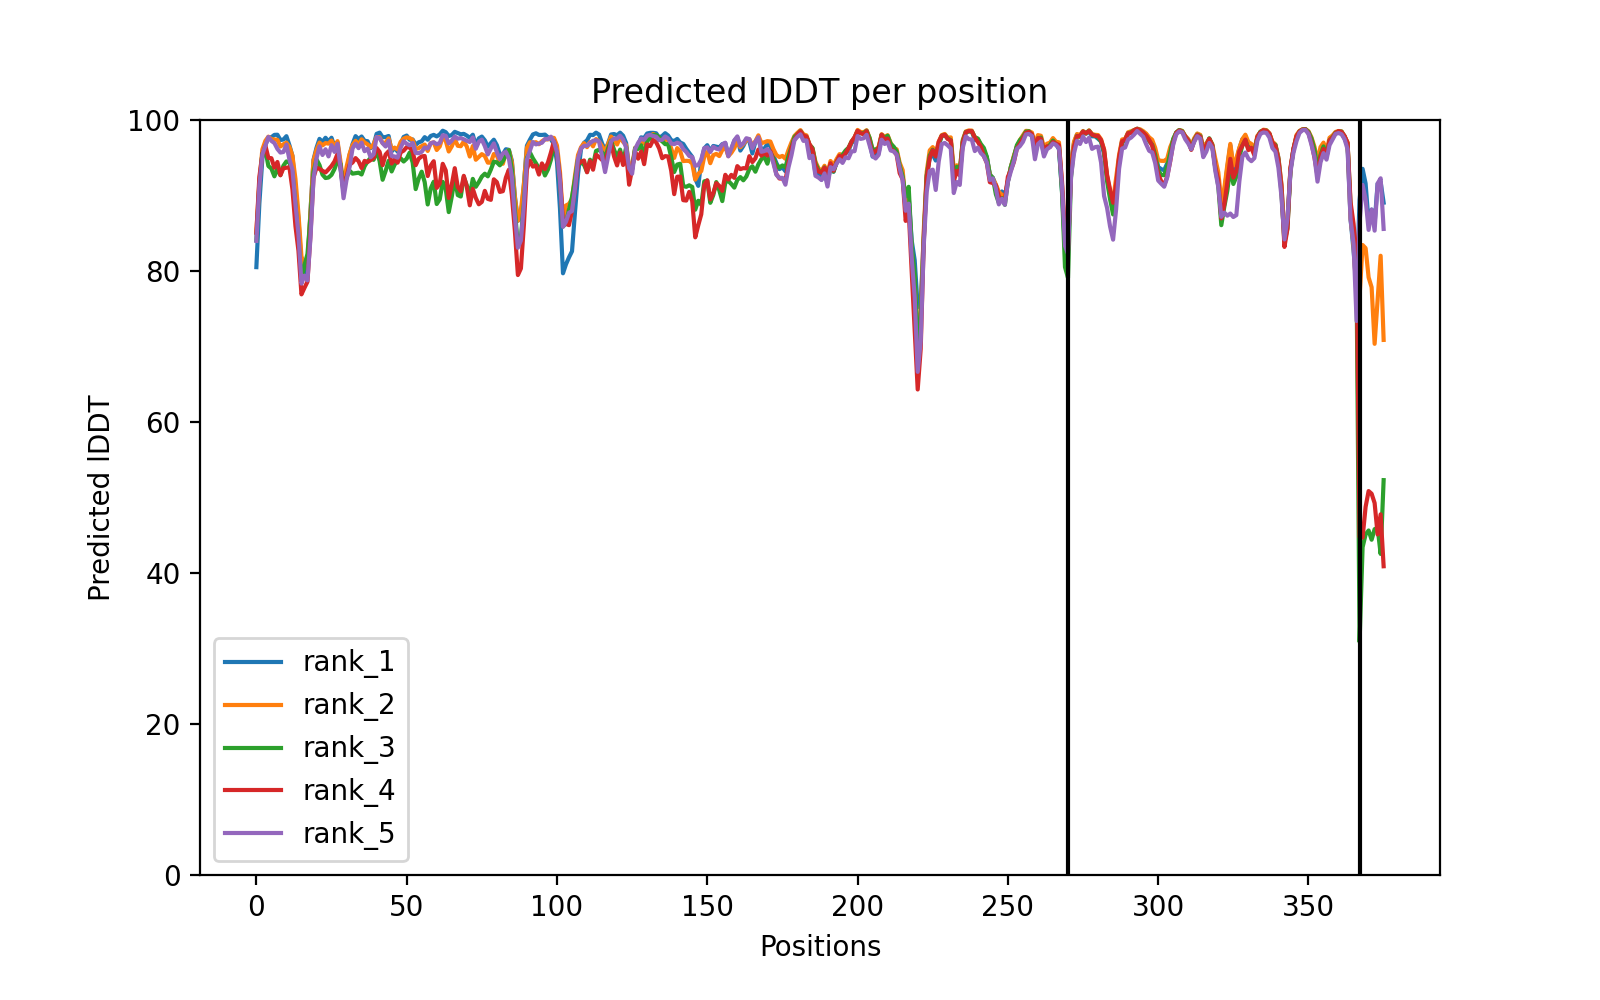 Predicted lDDT per position
100
80
60
40
20
0
Predicted lDDT
rank_1
rank_2
rank_3
rank_4
rank_5
0 50 100 150 200 250 300 350
Positions